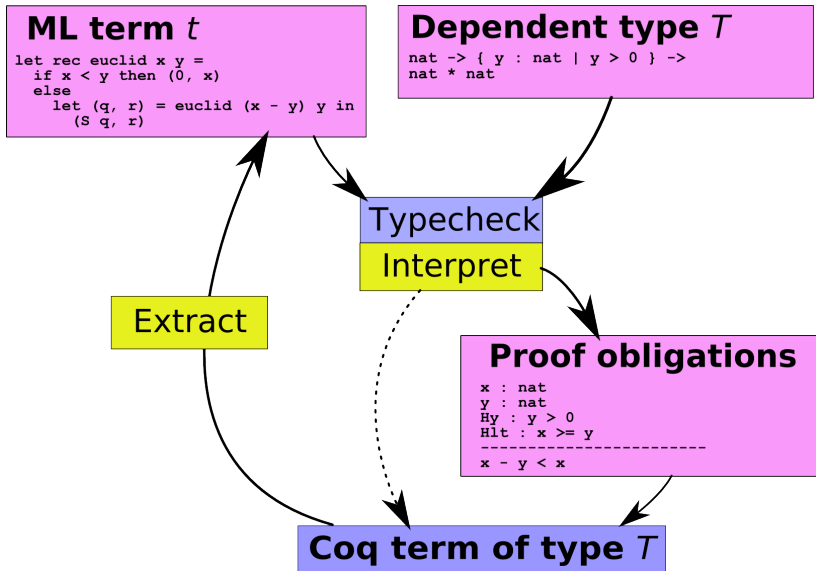 ML term t
let rec euclid x y =
  if x < y then (0, x)
  else
    let (q, r) = euclid (x - y) y in
      (S q, r)
Dependent type T
nat -> { y : nat | y > 0 } ->
nat * nat
Typecheck
Interpret
Extract
Proof obligations
x : nat
y : nat
Hy : y > 0
Hlt : x >= y
------------------------
x - y < x
Coq term of type T